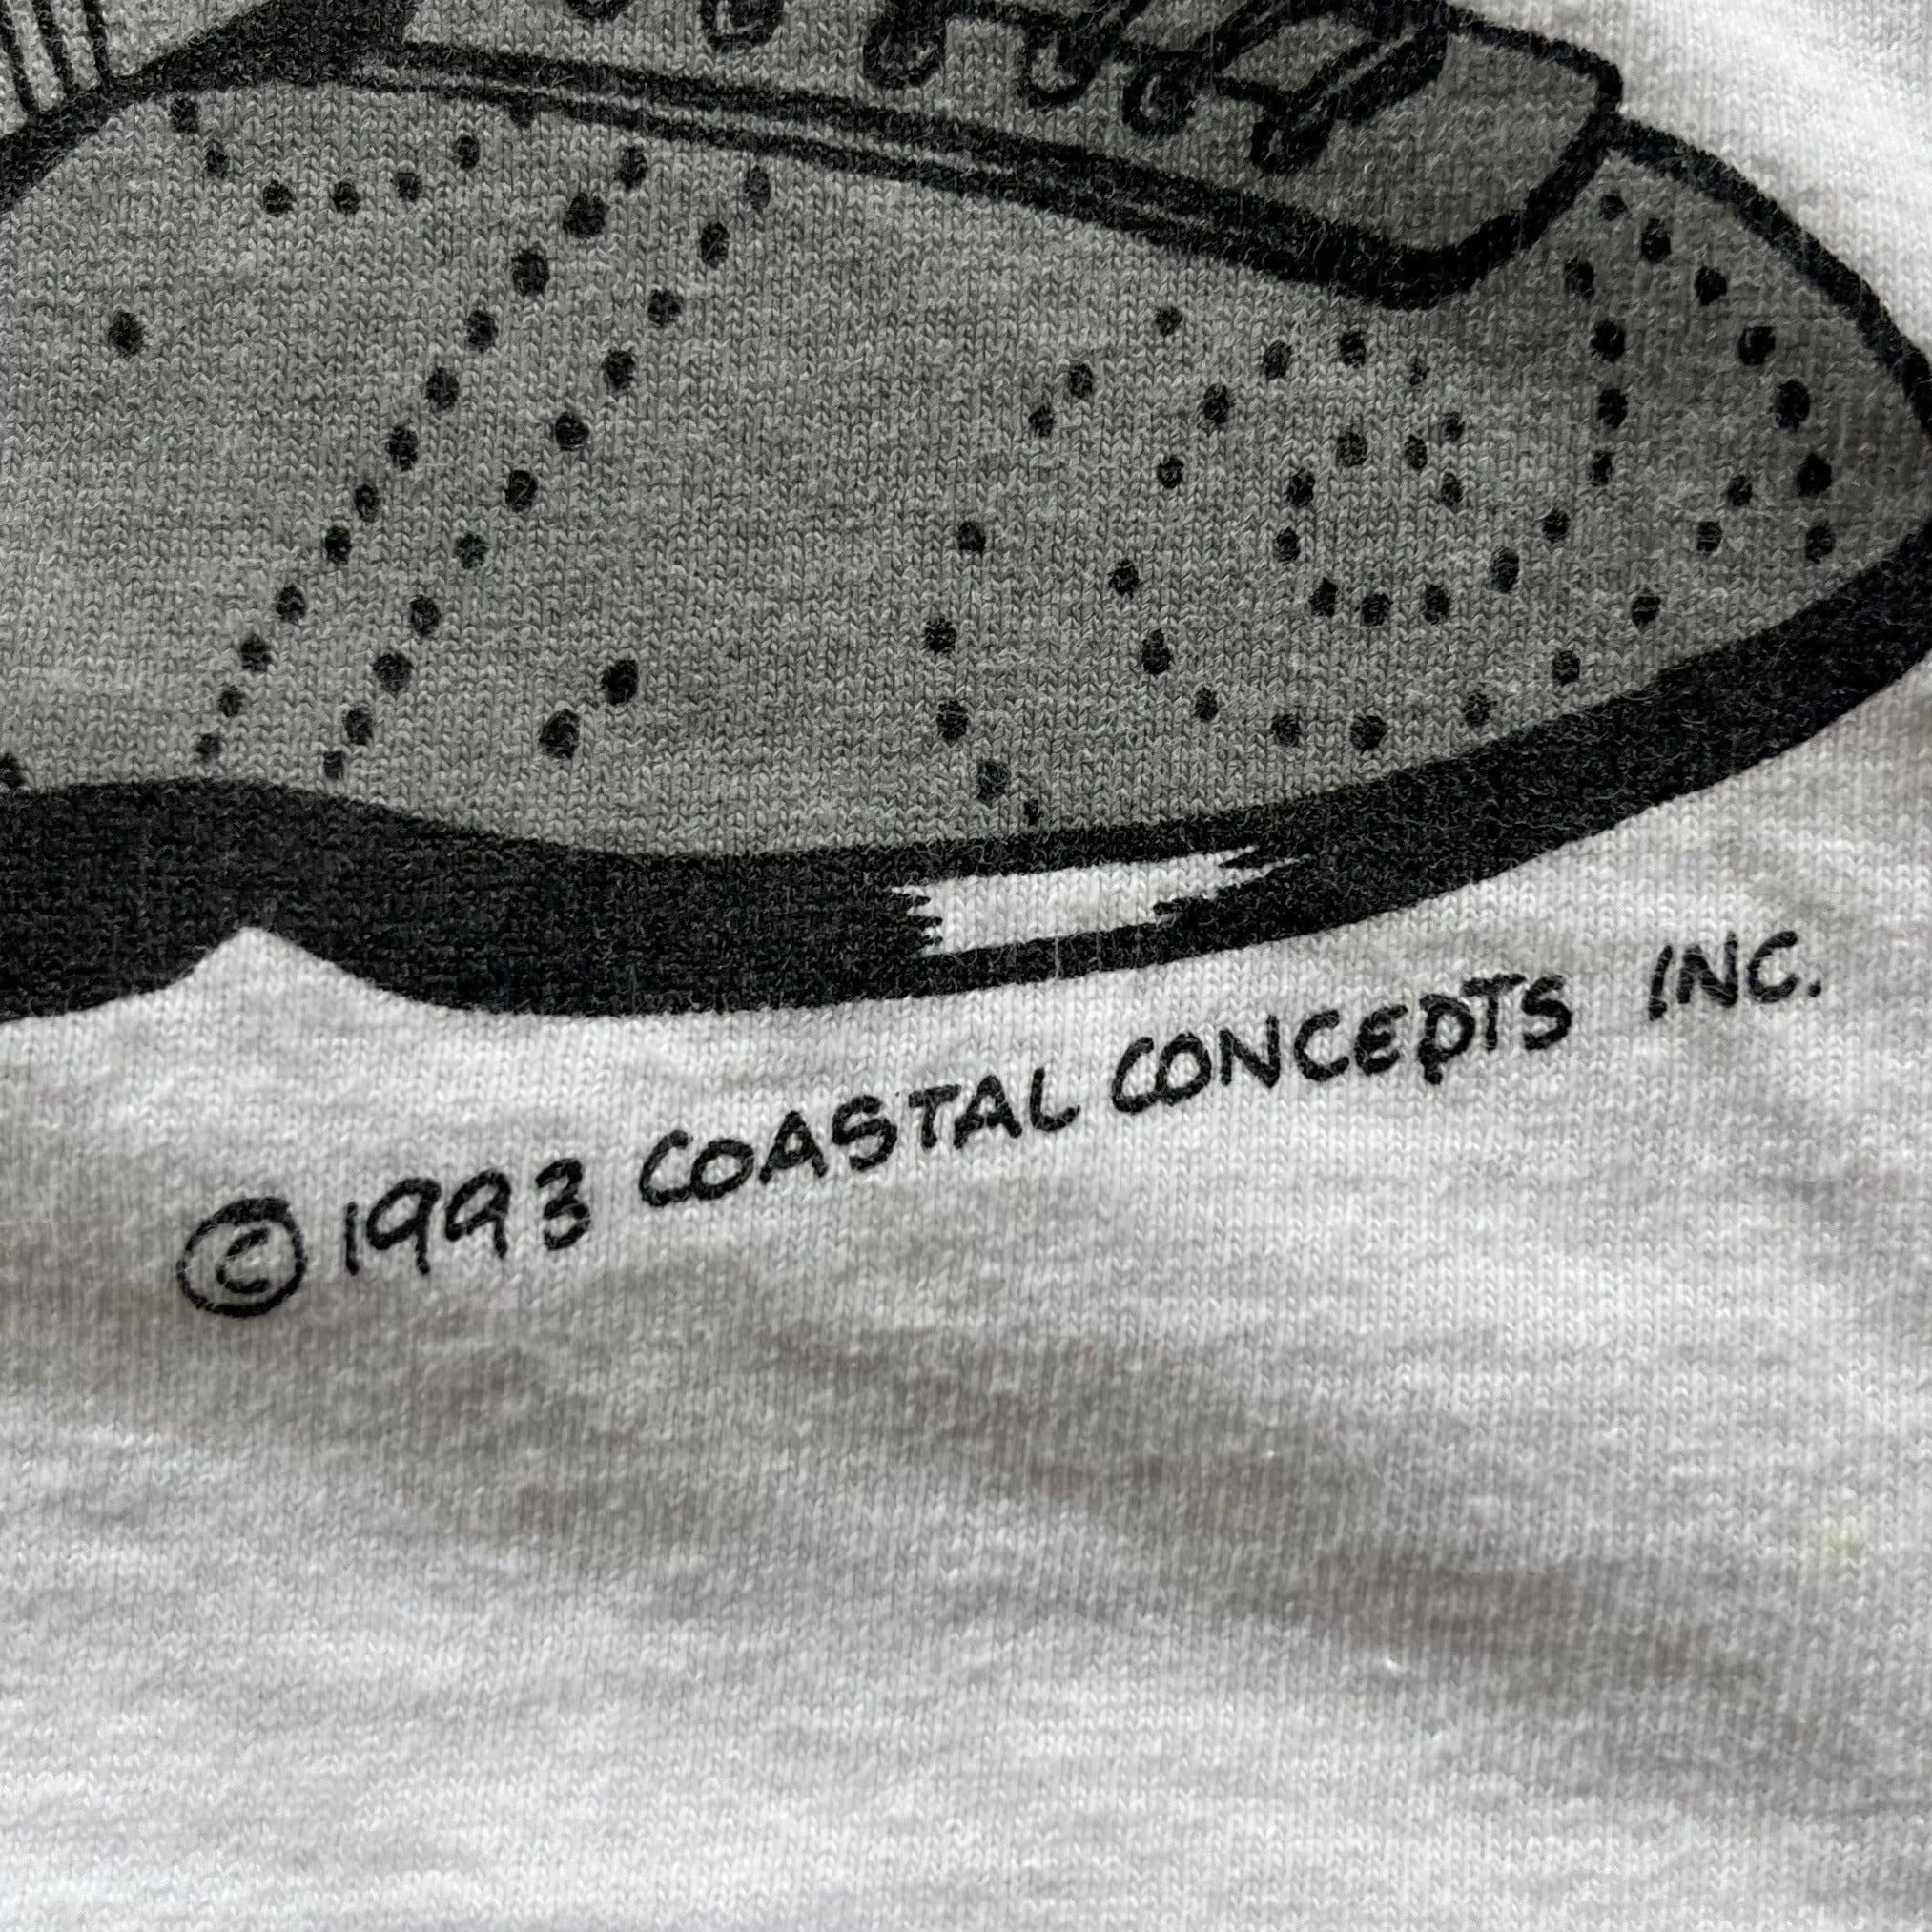 © 1993 COASTAL CONCEPTS INC.